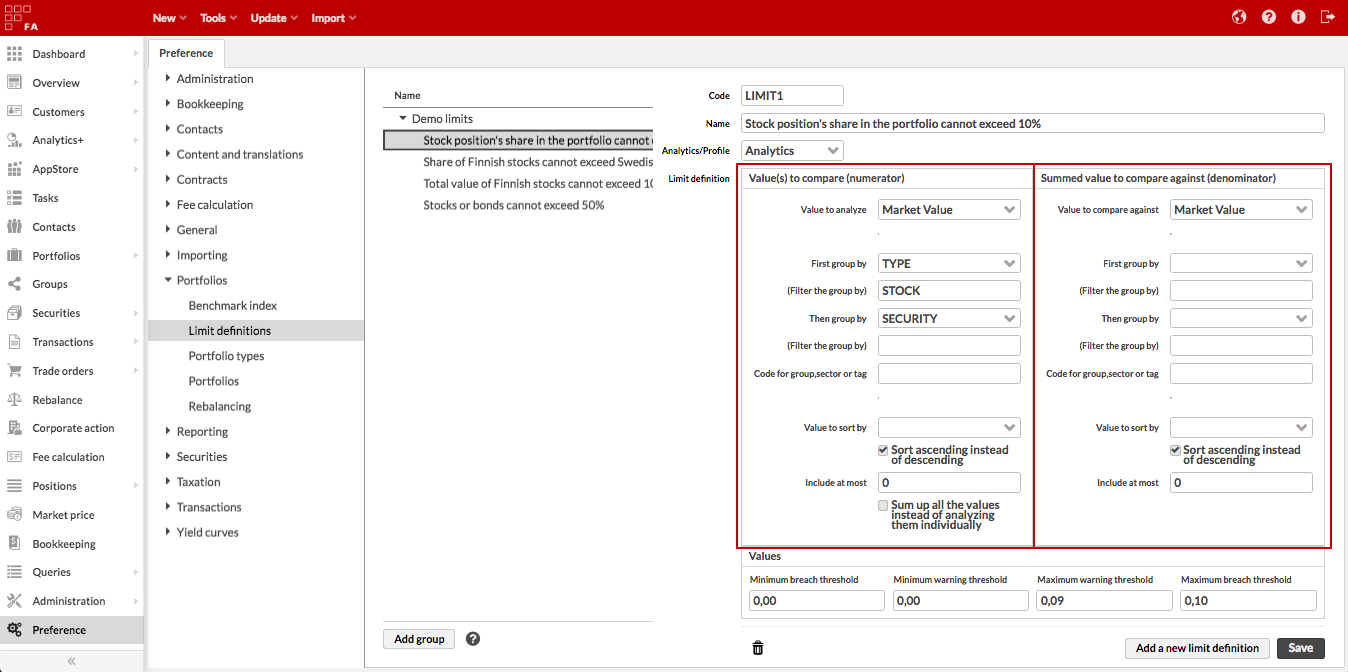 FA
New
Tools
Update
Import
Dashboard
Overview
Customers
Analytics+
AppStore
Tasks
Contacts
Portfolios
Groups
Securities
Transactions
Trade orders
Rebalance
Corporate action
Fee calculation
Positions
Market price
Bookkeeping
Queries
Administration
Preference
Preference
Administration
Bookkeeping
Contacts
Content and translations
Contracts
Fee calculation
General
Importing
Portfolios
Benchmark index
Limit definitions
Portfolio types
Portfolios
Rebalancing
Reporting
Securities
Taxation
Transactions
Yield curves
Name
Demo limits
Stock position's share in the portfolio cannot e
Share of Finnish stocks cannot exceed Swedis
Total value of Finnish stocks cannot exceed 10
Stocks or bonds cannot exceed 50%
Add group
Code LIMIT1
Name Stock position's share in the portfolio cannot exceed 10%
Analytics/Profile Analytics
Limit definition
Value(s) to compare (numerator)
Value to analyze Market Value
.
First group by TYPE
(Filter the group by) STOCK
Then group by SECURITY
(Filter the group by)
Code for group,sector or tag
.
Value to sort by
Sort ascending instead
of descending
Include at most 0
Sum up all the values
instead of analyzing
them individually
Summed value to compare against (denominator)
Value to compare against Market Value
.
First group by
(Filter the group by)
Then group by
(Filter the group by)
Code for group,sector or tag
.
Value to sort by
Sort ascending instead
of descending
Include at most 0
Values
Minimum breach threshold Minimum warning threshold Maximum warning threshold Maximum breach threshold
0,00 0,00 0,09 0,10
Add a new limit definition Save